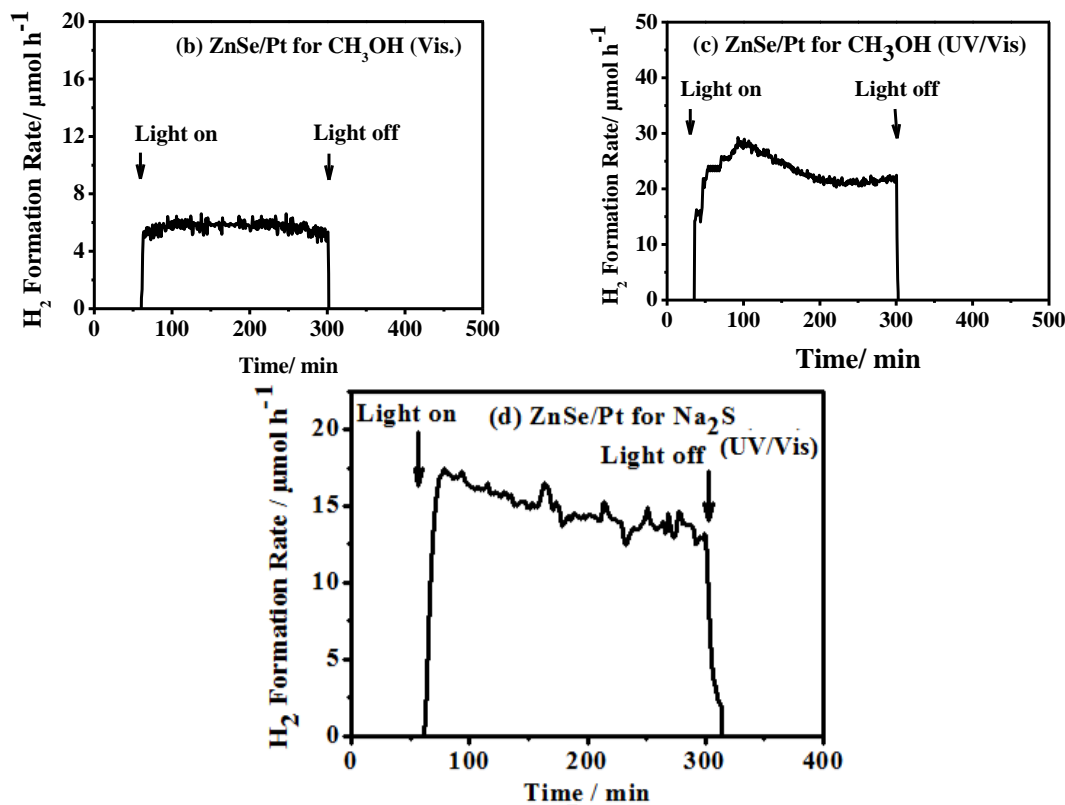 (b) ZnSe/Pt for CH₃OH (Vis.)
Light on
Light off
H₂ Formation Rate/ µmol h⁻¹
20
16
12
8
4
0
0 100 200 300 400 500
Time/ min
(c) ZnSe/Pt for CH₃OH (UV/Vis)
Light on
Light off
H₂ Formation Rate/ µmol h⁻¹
50
40
30
20
10
0
0 100 200 300 400 500
Time/ min
Light on
(d) ZnSe/Pt for Na₂S
(UV/Vis)
Light off
H₂ Formation Rate / µmol h⁻¹
20
15
10
5
0
0 100 200 300 400
Time / min